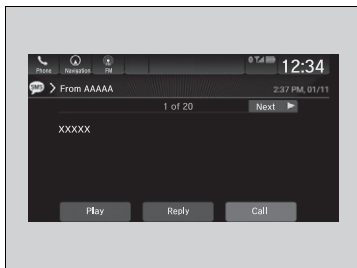 Phone Navigation FM 12:34
SMS From AAAAA 2:37 PM, 01/11
1 of 20 Next
XXXXX
Play Reply Call